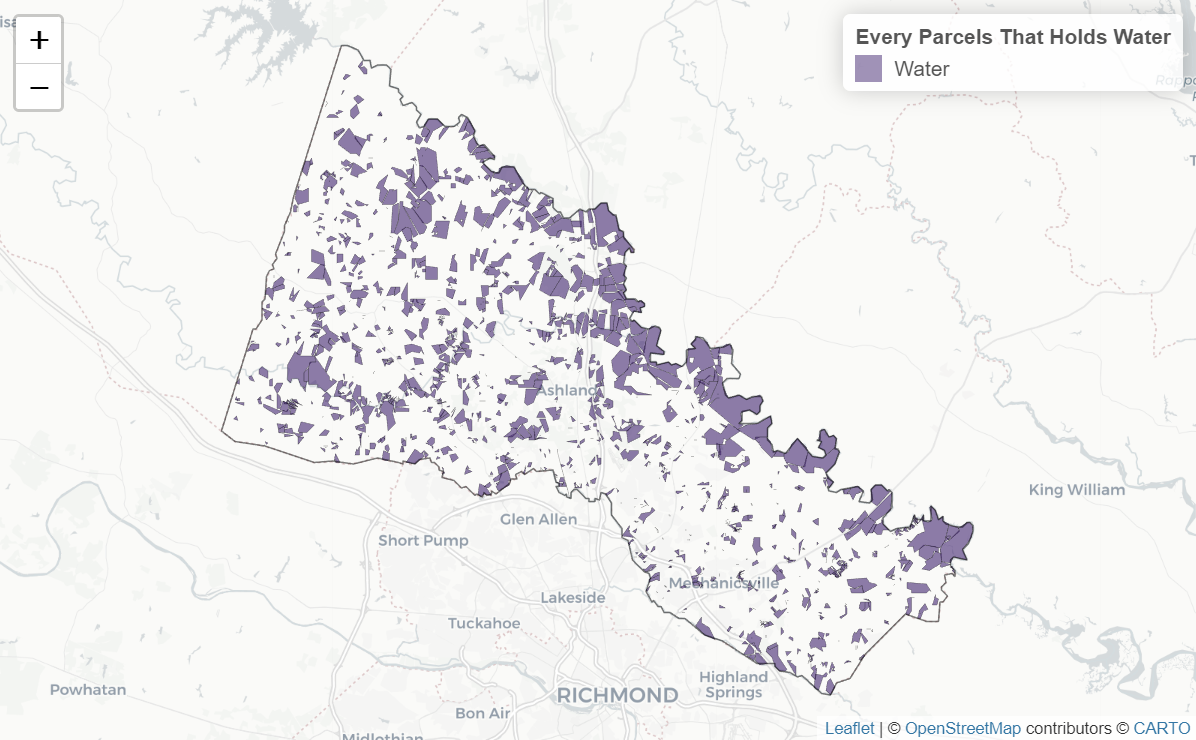 +
−
Every Parcels That Holds Water
Water
Ashland
King William
Glen Allen
Short Pump
Mechanicsville
Lakeside
Tuckahoe
Highland
Springs
Powhatan
RICHMOND
Bon Air
Midlothian
Leaflet | © OpenStreetMap contributors © CARTO